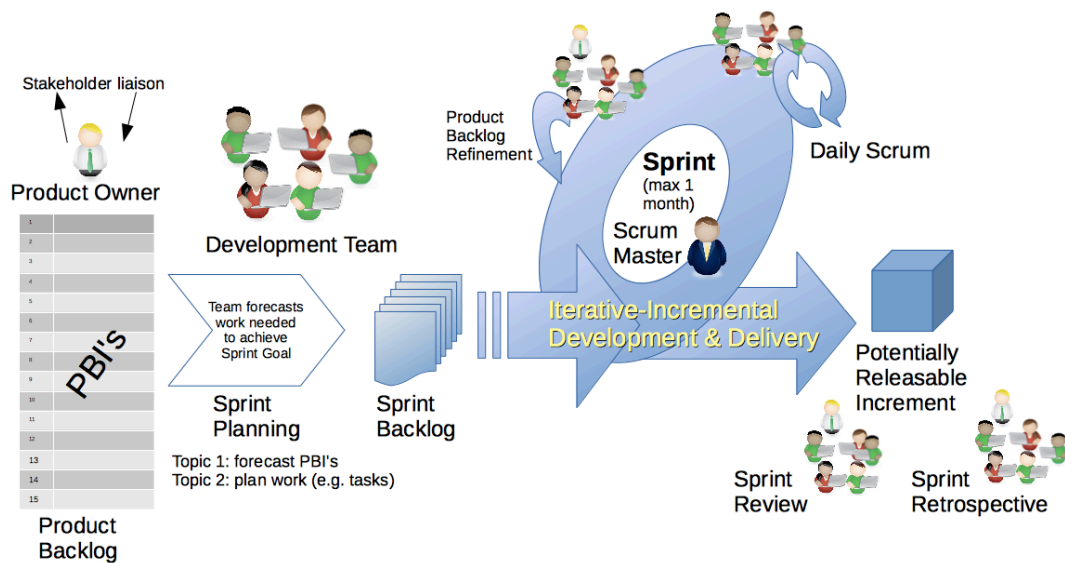 Stakeholder liaison
Product Owner
1
2
3
4
5
6
7
8
9
10
11
12
13
14
15
PBI's
Product
Backlog
Development Team
Team forecasts
work needed
to achieve
Sprint Goal
Sprint
Planning
Topic 1: forecast PBI's
Topic 2: plan work (e.g. tasks)
Sprint
Backlog
Product
Backlog
Refinement
Sprint
(max 1
month)
Scrum
Master
Daily Scrum
Iterative-Incremental
Development & Delivery
Potentially
Releasable
Increment
Sprint
Review
Sprint
Retrospective